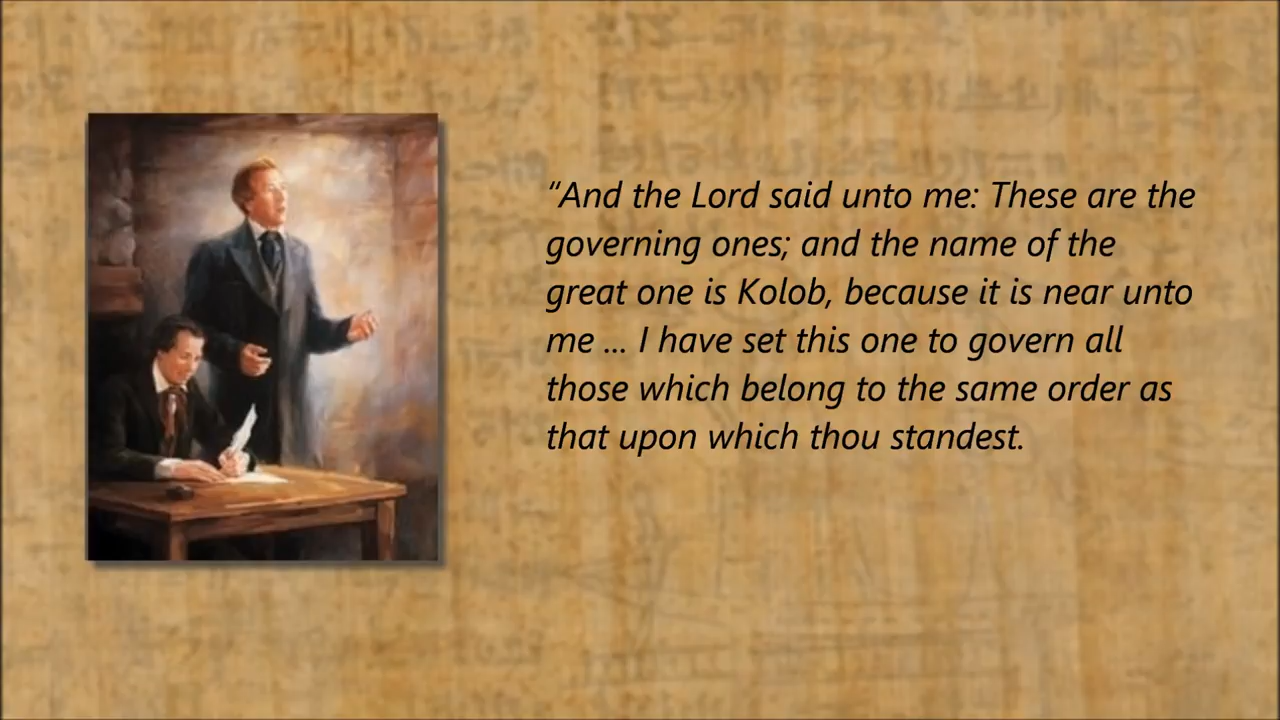 “And the Lord said unto me: These are the
governing ones; and the name of the
great one is Kolob, because it is near unto
me ... I have set this one to govern all
those which belong to the same order as
that upon which thou standest.